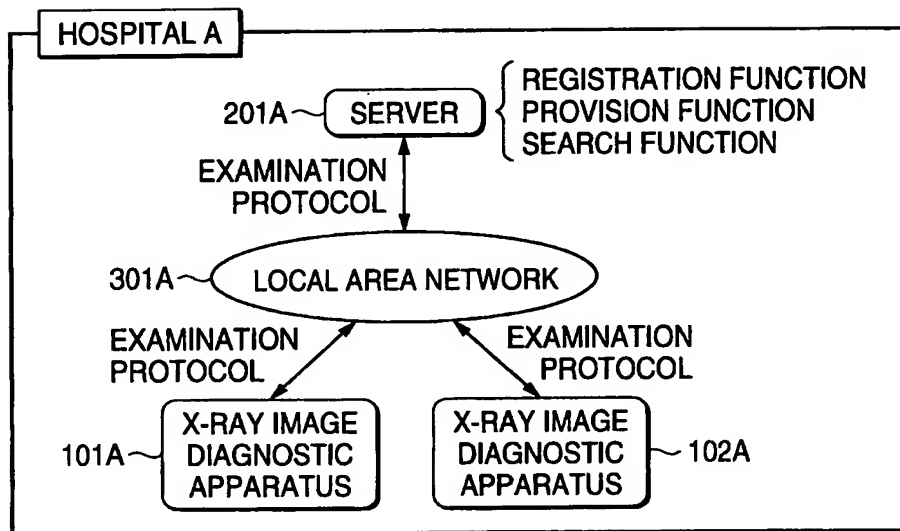 HOSPITAL A
201A
SERVER
REGISTRATION FUNCTION
PROVISION FUNCTION
SEARCH FUNCTION
EXAMINATION
PROTOCOL
301A
LOCAL AREA NETWORK
EXAMINATION
PROTOCOL
EXAMINATION
PROTOCOL
101A
X-RAY IMAGE
DIAGNOSTIC
APPARATUS
X-RAY IMAGE
DIAGNOSTIC
APPARATUS
102A